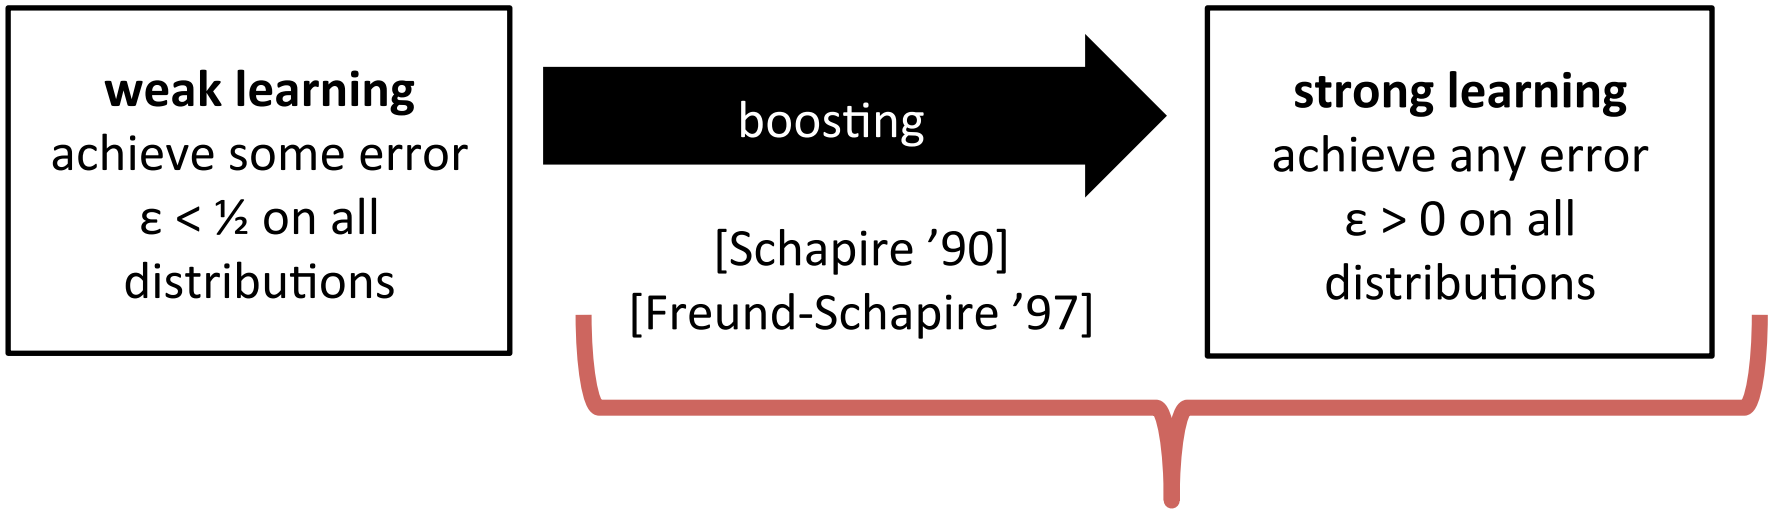 weak learning
achieve some error
ε < ½ on all
distributions
boosting
[Schapire ’90]
[Freund-Schapire ’97]
strong learning
achieve any error
ε > 0 on all
distributions